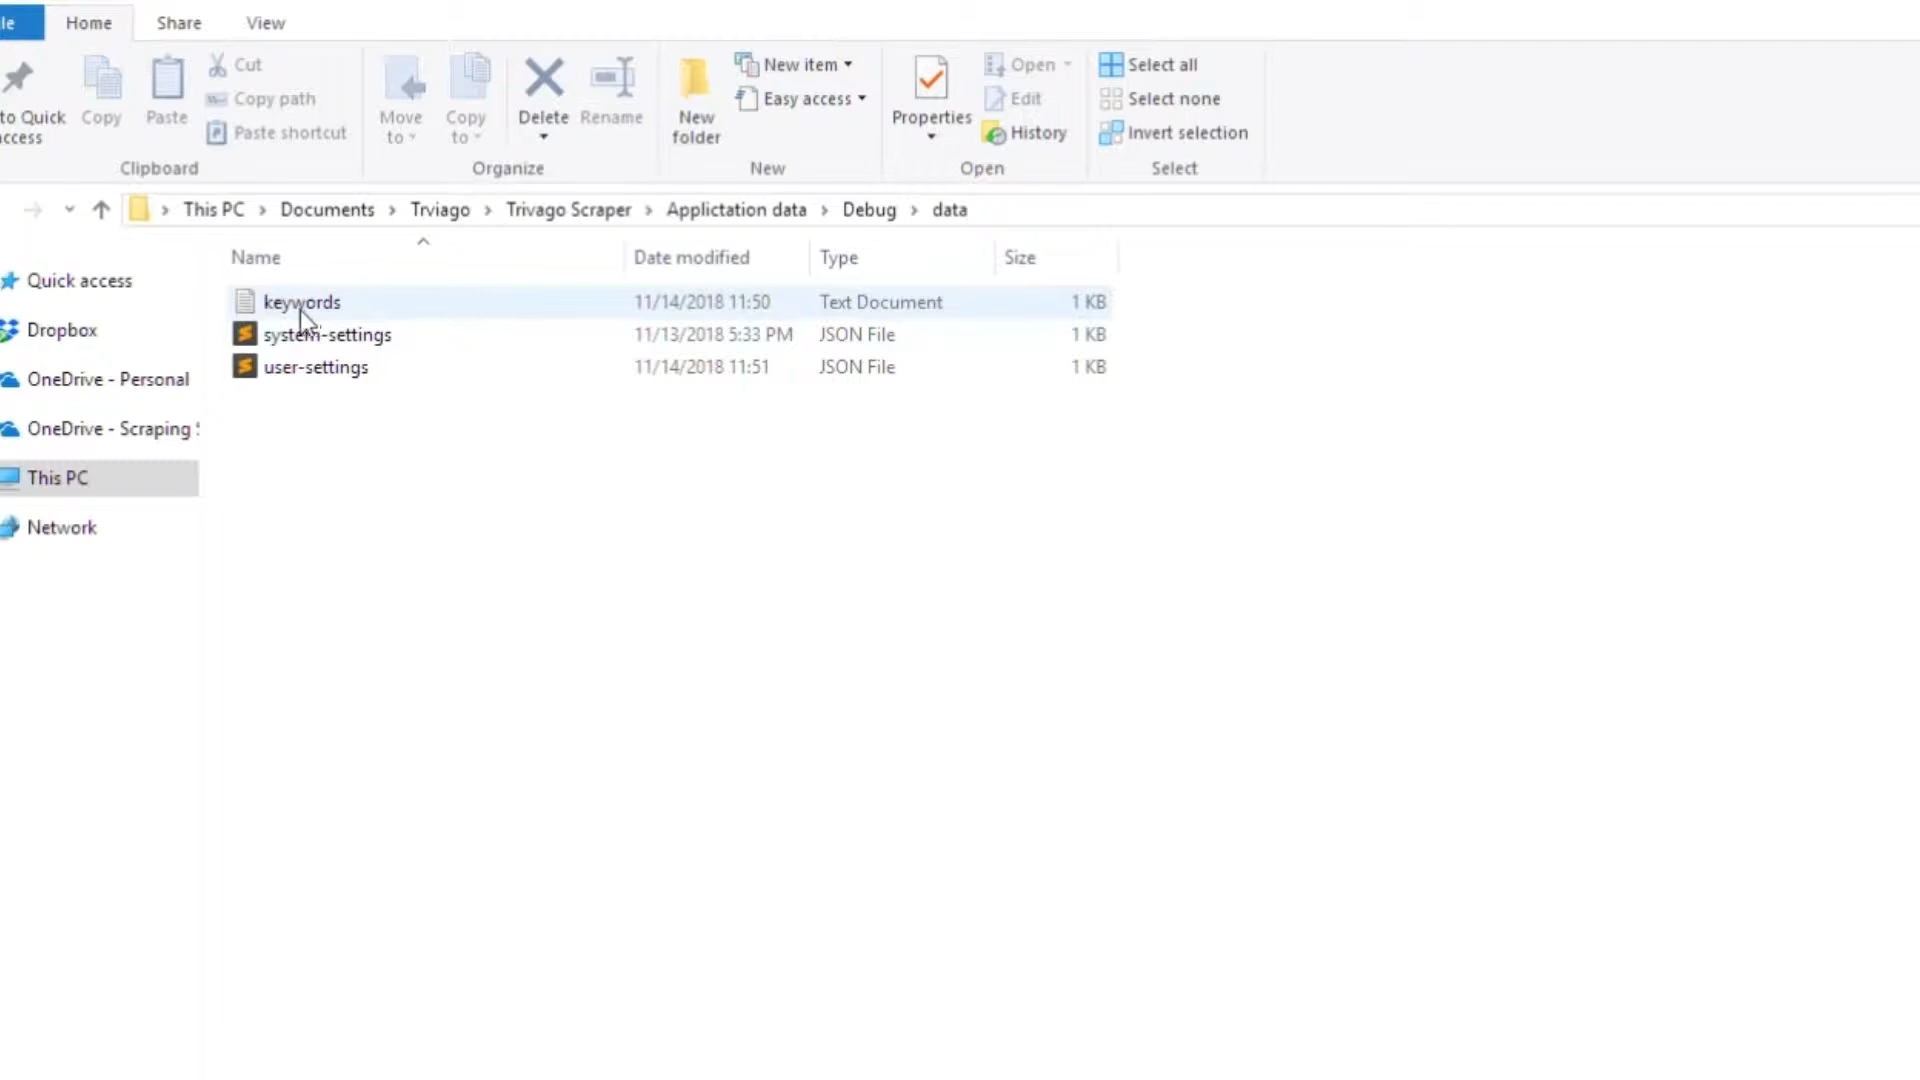 le Home Share View
to Quick
ccess
Copy
Paste
Cut
Copy path
Paste shortcut
Clipboard
Move
to
Copy
to
Delete
Rename
Organize
New
folder
New item
Easy access
New
Properties
Open
Edit
History
Open
Select all
Select none
Invert selection
Select
This PC Documents Trviago Trivago Scraper Applictation data Debug data
Name Date modified Type Size
keywords 11/14/2018 11:50 Text Document 1 KB
system-settings 11/13/2018 5:33 PM JSON File 1 KB
user-settings 11/14/2018 11:51 JSON File 1 KB
Quick access
Dropbox
OneDrive - Personal
OneDrive - Scraping
This PC
Network